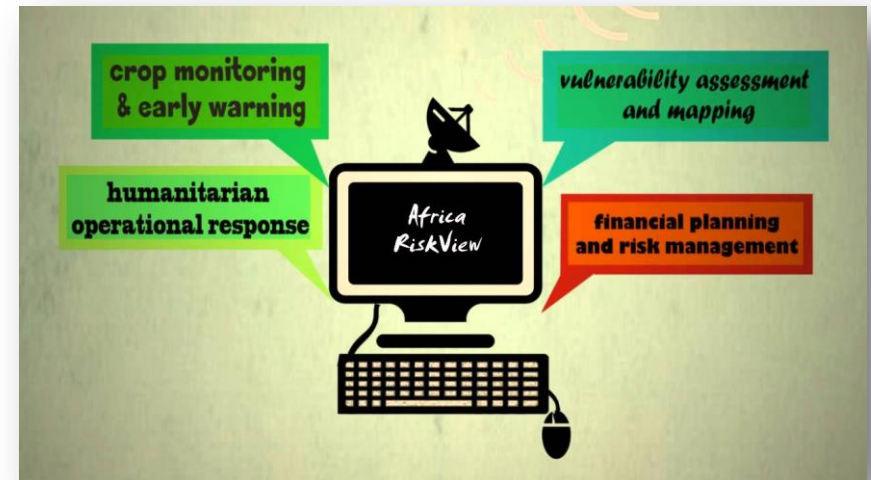 crop monitoring
& early warning
vulnerability assessment
and mapping
humanitarian
operational response
Africa
RiskView
financial planning
and risk management